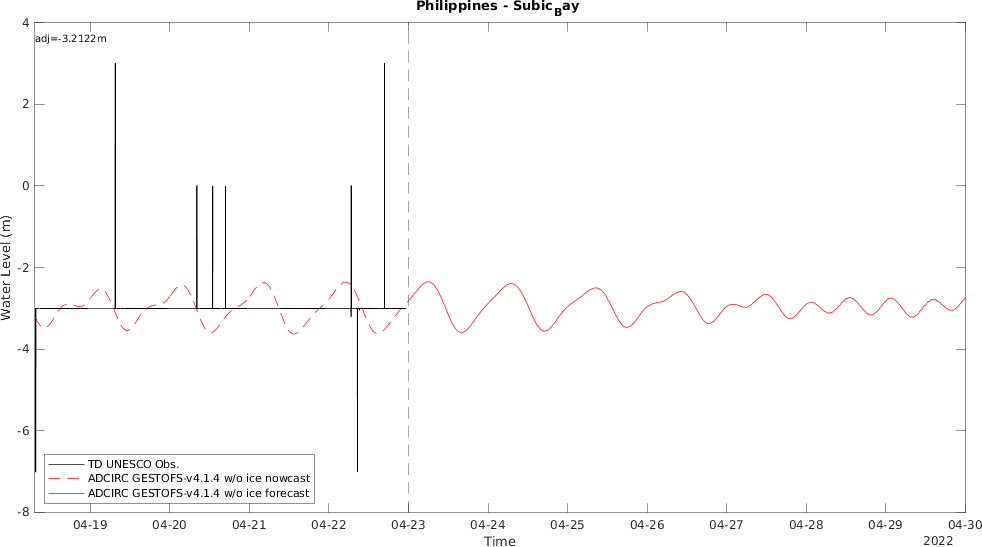 Philippines - Subic_Bay
adj=-3.2122m
4
2
0
-2
-4
-6
-8
Water Level (m)
TD UNESCO Obs.
ADCIRC GESTOFS-v4.1.4 w/o ice nowcast
ADCIRC GESTOFS-v4.1.4 w/o ice forecast
04-19 04-20 04-21 04-22 04-23 04-24 04-25 04-26 04-27 04-28 04-29 04-30
Time
2022